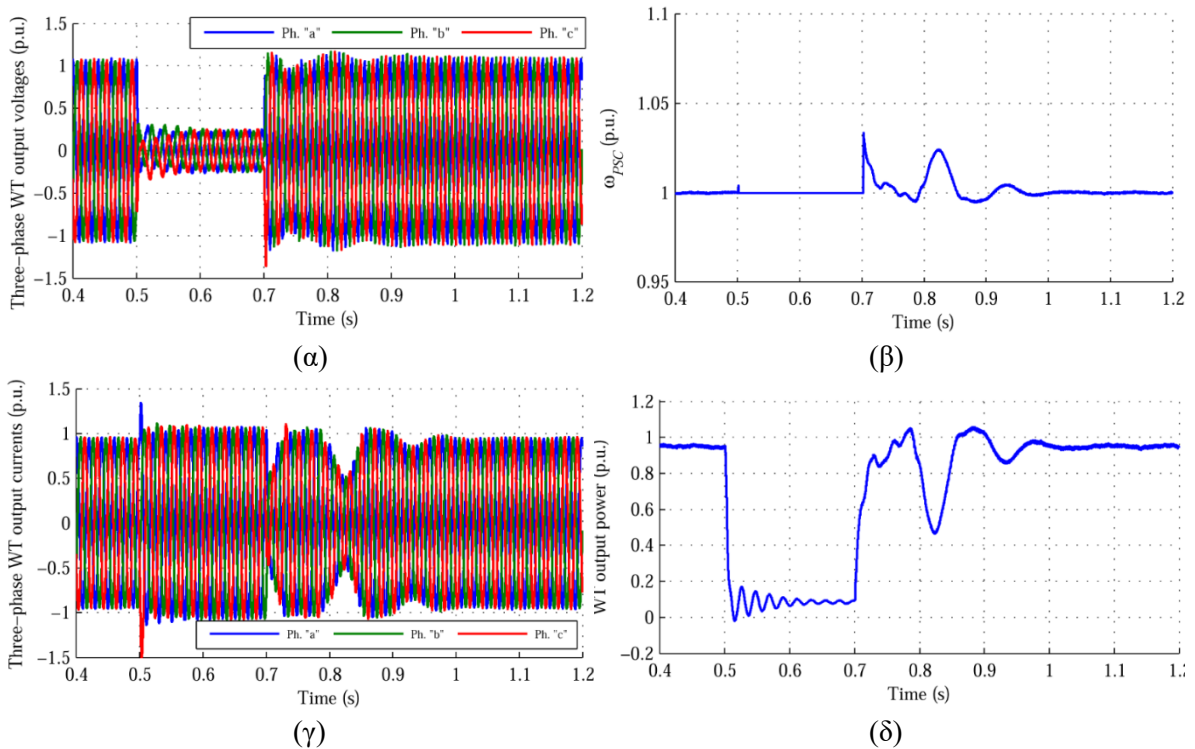 Three−phase WT output voltages (p.u.)
1.5
1
0.5
0
−0.5
−1
−1.5
Ph. "a" Ph. "b" Ph. "c"
0.4 0.5 0.6 0.7 0.8 0.9 1 1.1 1.2
Time (s)
(α)
ωPSC (p.u.)
1.1
1.05
1
0.95
0.4 0.5 0.6 0.7 0.8 0.9 1 1.1 1.2
Time (s)
(β)
Three−phase WT output currents (p.u.)
1.5
1
0.5
0
−0.5
−1
−1.5
Ph. "a" Ph. "b" Ph. "c"
0.4 0.5 0.6 0.7 0.8 0.9 1 1.1 1.2
Time (s)
(γ)
WT output power (p.u.)
1.2
1
0.8
0.6
0.4
0.2
0
−0.2
0.4 0.5 0.6 0.7 0.8 0.9 1 1.1 1.2
Time (s)
(δ)